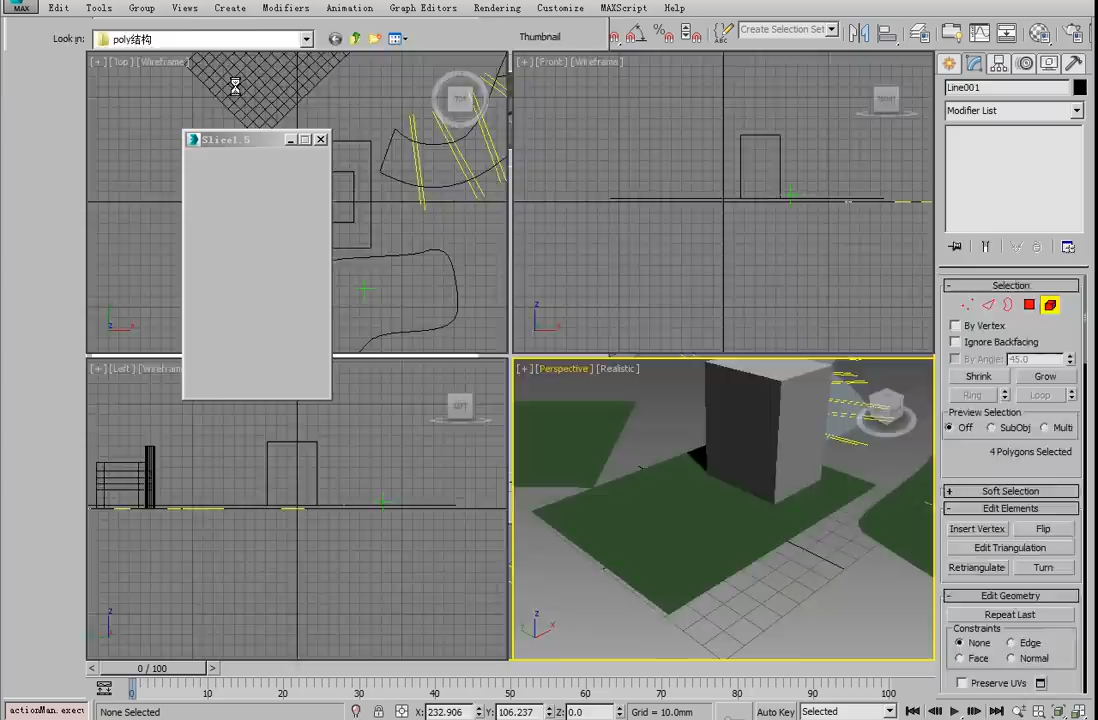 MAX Edit Tools Group Views Create Modifiers Animation Graph Editors Rendering Customize MAXScript Help
Look in: poly结构 Thumbnail Create Selection Set
[+][Top][Wireframe
TOP
[+][Front][Wireframe]
FRONT
Line001
Modifier List
Slice1.5
[+][Left][Wirefram
LEFT
[+][Perspective][Realistic]
Selection
By Vertex
Ignore Backfacing
By Angle: 45.0
Shrink Grow
Ring Loop
Preview Selection
Off SubObj Multi
4 Polygons Selected
Soft Selection
Edit Elements
Insert Vertex Flip
Edit Triangulation
Retriangulate Turn
Edit Geometry
Repeat Last
Constraints
None Edge
Face Normal
Preserve UVs
0 / 100
0 10 20 30 40 50 60 70 80 90 100
actionMan.execu None Selected X: 232.906 Y: 106.237 Z: 0.0 Grid = 10.0mm Auto Key Selected